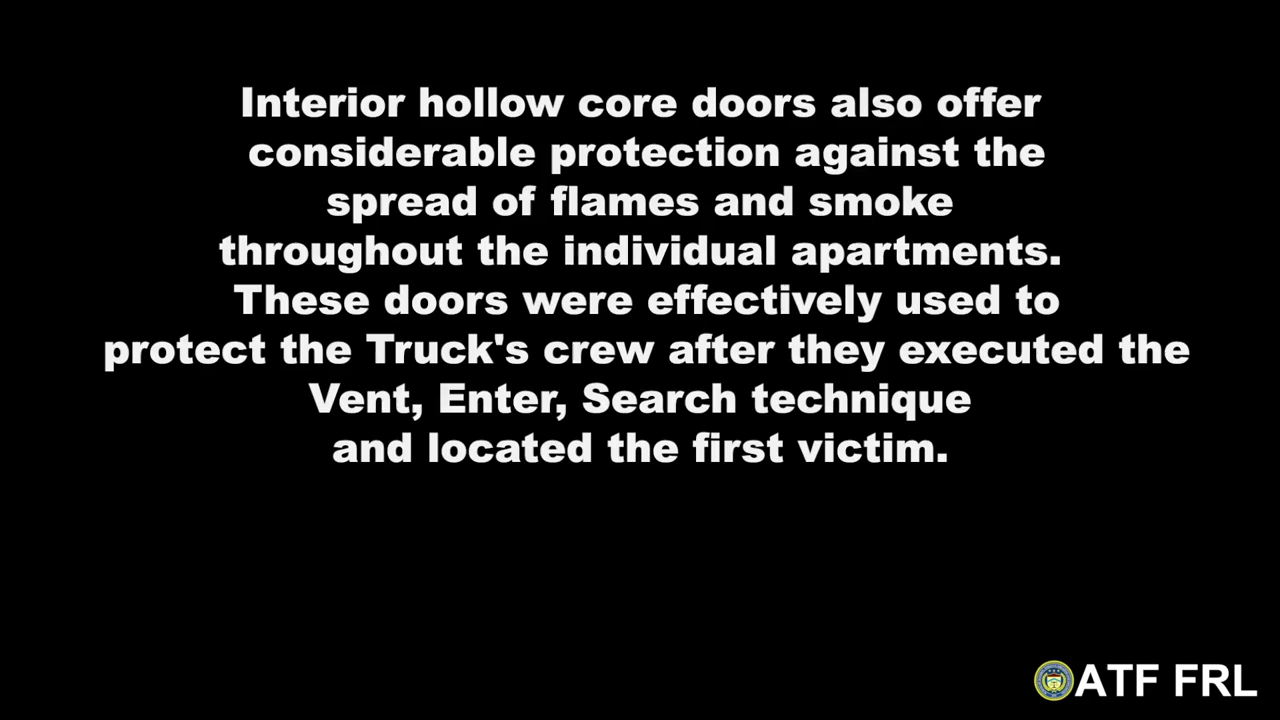 Interior hollow core doors also offer
considerable protection against the
spread of flames and smoke
throughout the individual apartments.
These doors were effectively used to
protect the Truck's crew after they executed the
Vent, Enter, Search technique
and located the first victim.
ATF FRL